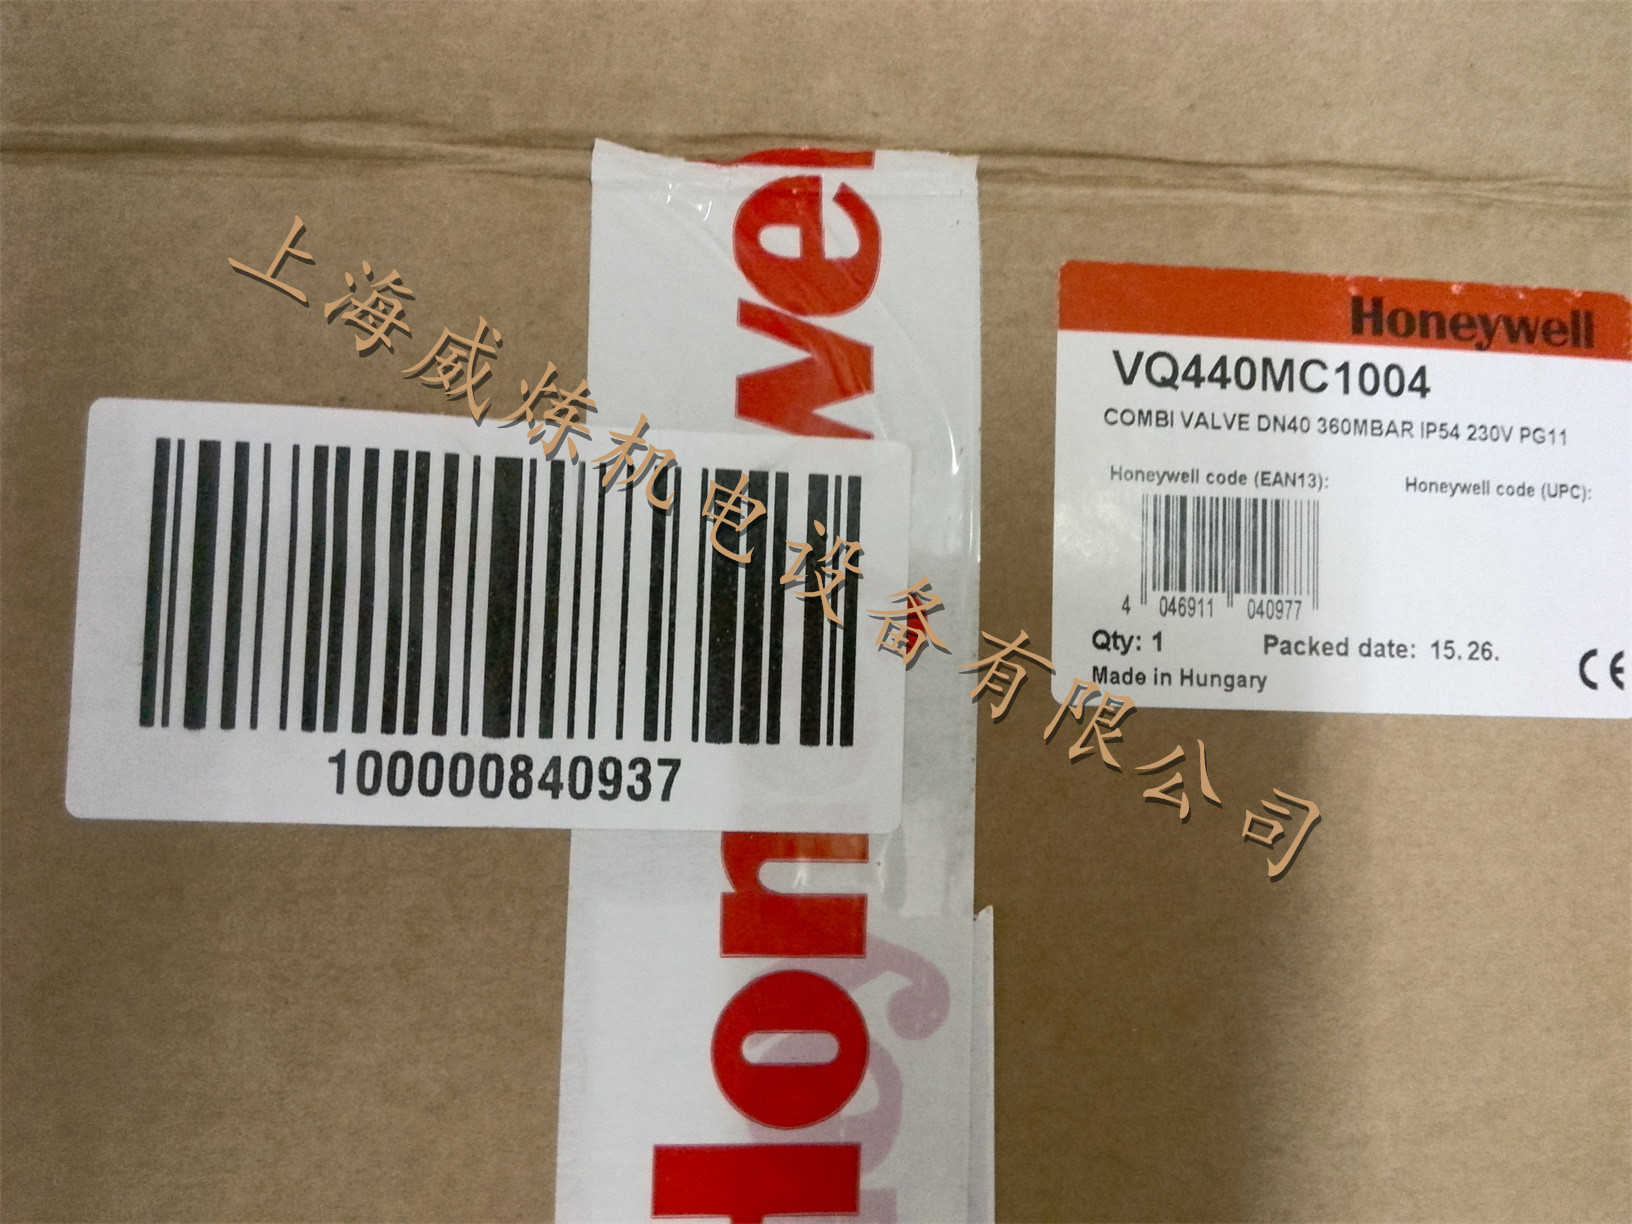 Honeywell
VQ440MC1004
COMBI VALVE DN40 360MBAR IP54 230V PG11
Honeywell code (EAN13):
Honeywell code (UPC):
4 046911 040977
Qty: 1
Packed date: 15. 26.
Made in Hungary
CE
100000840937
Hon
wel
上海威炼机电设备有限公司